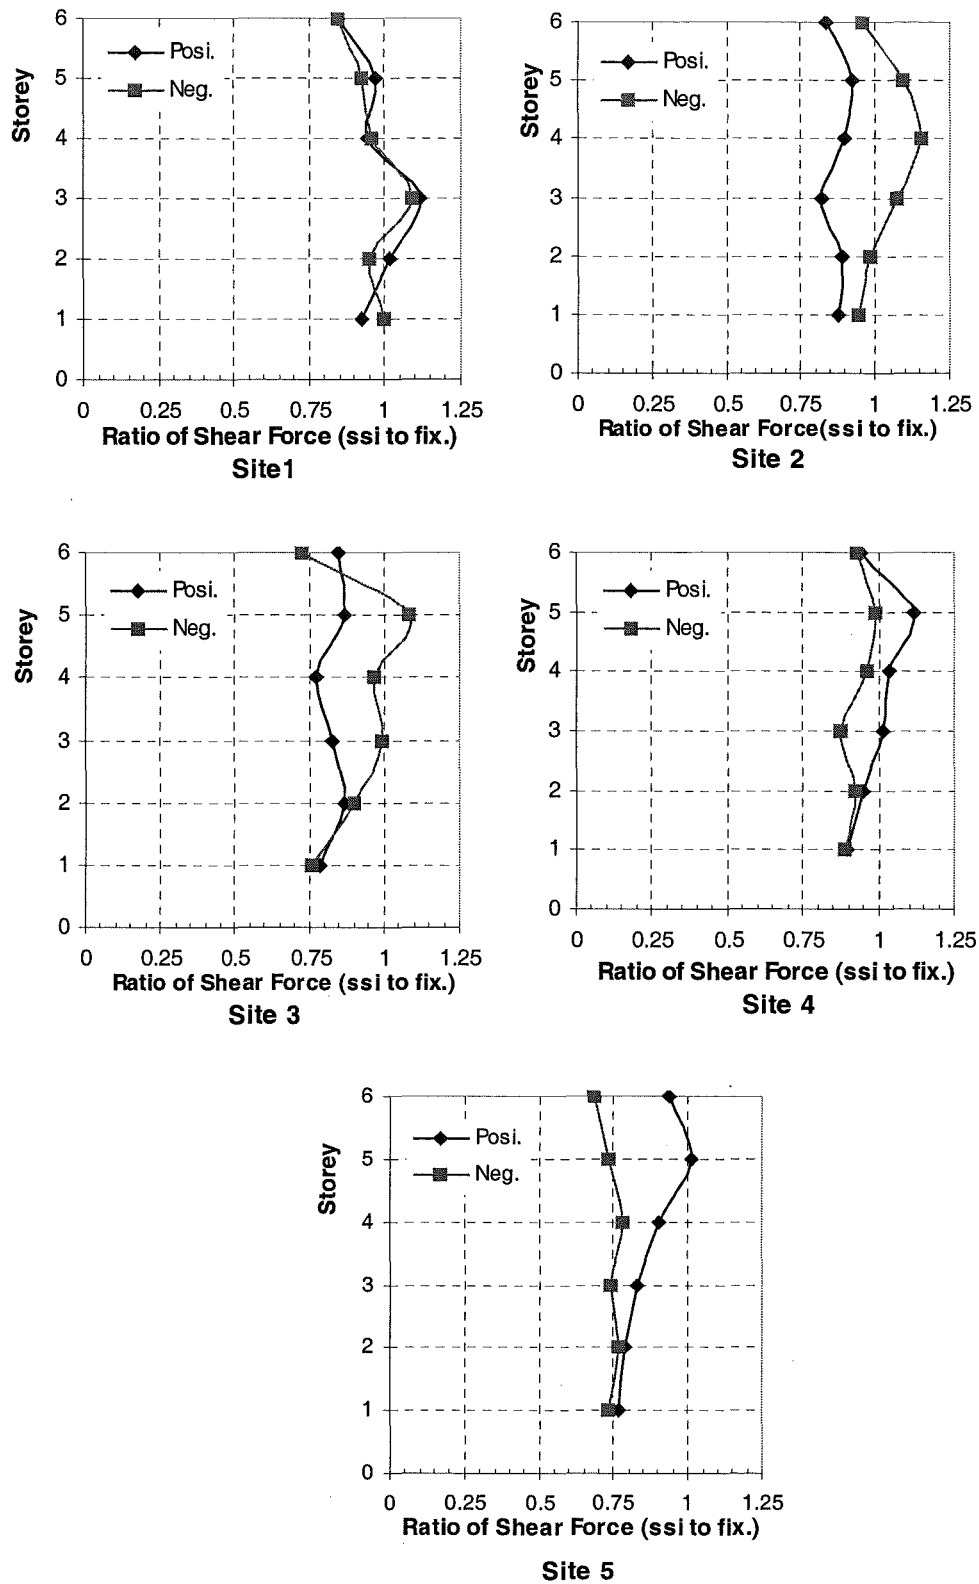 6
5
4
3
2
1
0
Storey
Posi.
Neg.
0 0.25 0.5 0.75 1 1.25
Ratio of Shear Force (ssi to fix.)
Site1
6
5
4
3
2
1
0
Storey
Posi.
Neg.
0 0.25 0.5 0.75 1 1.25
Ratio of Shear Force(ssi to fix.)
Site 2
6
5
4
3
2
1
0
Storey
Posi.
Neg.
0 0.25 0.5 0.75 1 1.25
Ratio of Shear Force (ssi to fix.)
Site 3
6
5
4
3
2
1
0
Storey
Posi.
Neg.
0 0.25 0.5 0.75 1 1.25
Ratio of Shear Force (ssi to fix.)
Site 4
6
5
4
3
2
1
0
Storey
Posi.
Neg.
0 0.25 0.5 0.75 1 1.25
Ratio of Shear Force (ssi to fix.)
Site 5